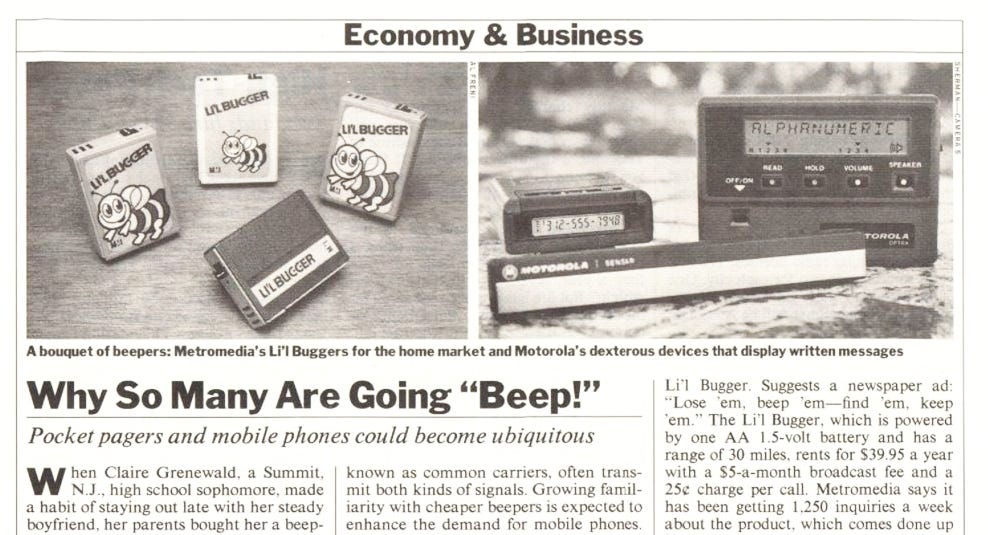 Economy & Business
LI'L BUGGER
LI'L BUGGER
LI'L BUGGER
LI'L BUGGER
AL FRENI
ALPHANUMERIC
READ HOLD VOLUME SPEAKER
OFF/ON
312-555-7948
MOTOROLA SENSAR
TOROLA
OPTRX
SHERMAN—CAMERA 5
A bouquet of beepers: Metromedia's Li'l Buggers for the home market and Motorola's dexterous devices that display written messages
Why So Many Are Going “Beep!”
Pocket pagers and mobile phones could become ubiquitous
When Claire Grenewald, a Summit,
N.J., high school sophomore, made
a habit of staying out late with her steady
boyfriend, her parents bought her a beep-
known as common carriers, often trans-
mit both kinds of signals. Growing famil-
iarity with cheaper beepers is expected to
enhance the demand for mobile phones.
Li'l Bugger. Suggests a newspaper ad:
“Lose 'em, beep 'em—find 'em, keep
'em.” The Li'l Bugger, which is powered
by one AA 1.5-volt battery and has a
range of 30 miles, rents for $39.95 a year
with a $5-a-month broadcast fee and a
25¢ charge per call. Metromedia says it
has been getting 1,250 inquiries a week
about the product, which comes done up